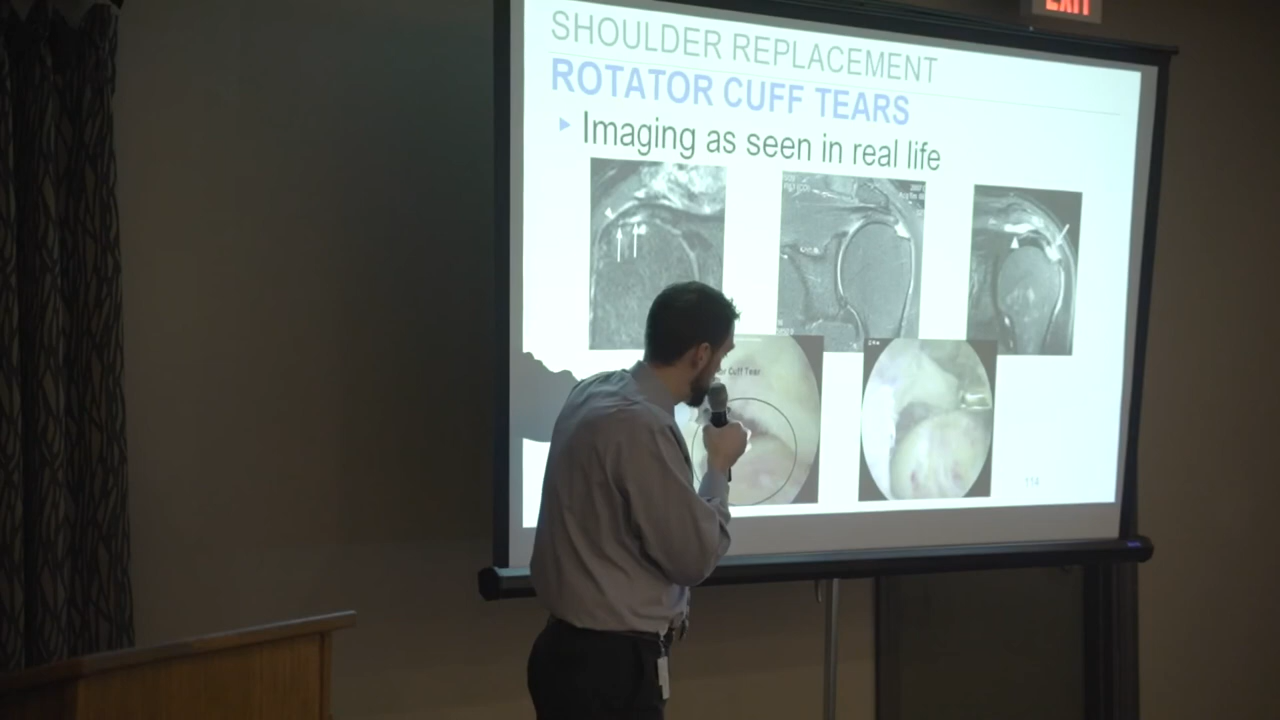 EXIT
SHOULDER REPLACEMENT
ROTATOR CUFF TEARS
Imaging as seen in real life
Cuff Tear
114